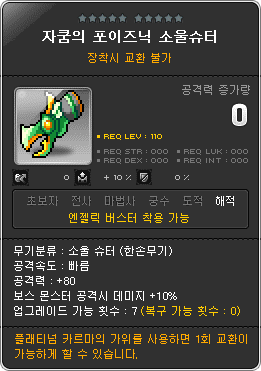 자쿰의 포이즈닉 소울슈터
장착시 교환 불가
공격력 증가량
0
REQ LEV : 110
REQ STR : 000 REQ LUK : 000
REQ DEX : 000 REQ INT : 000
0 + 10 % 0 %
초보자 전사 마법사 궁수 도적 해적
엔젤릭 버스터 착용 가능
무기분류 : 소울 슈터 (한손무기)
공격속도 : 빠름
공격력 : +80
보스 몬스터 공격시 데미지 +10%
업그레이드 가능 횟수 : 7 (복구 가능 횟수 : 0)
플래티넘 카르마의 가위를 사용하면 1회 교환이
가능하게 할 수 있습니다.